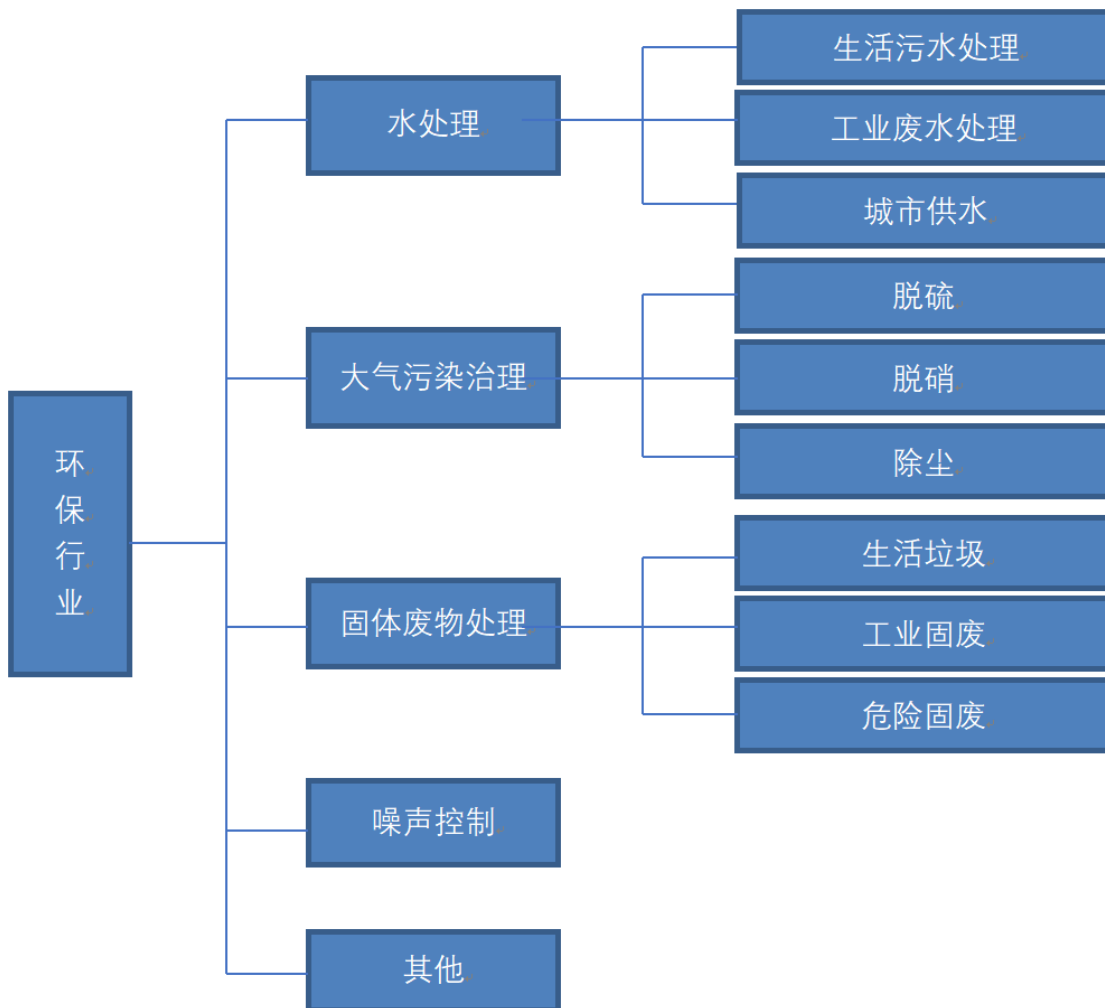 环
保
行
业
水处理
生活污水处理
工业废水处理
城市供水
大气污染治理
脱硫
脱硝
除尘
固体废物处理
生活垃圾
工业固废
危险固废
噪声控制
其他